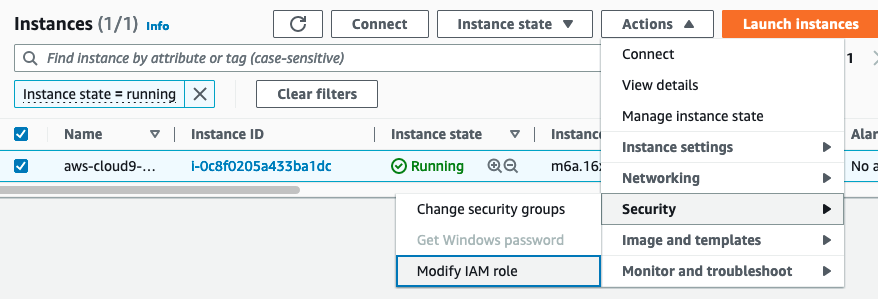 Instances (1/1) Info
Connect
Instance state
Actions
Launch instances
Find instance by attribute or tag (case-sensitive)
1
Instance state = running
Clear filters
Name
Instance ID
Instance state
Alar
aws-cloud9-...
i-0c8f0205a433ba1dc
Running
No a
Connect
View details
Manage instance state
Instance settings
Networking
Security
Image and templates
Monitor and troubleshoot
Change security groups
Get Windows password
Modify IAM role